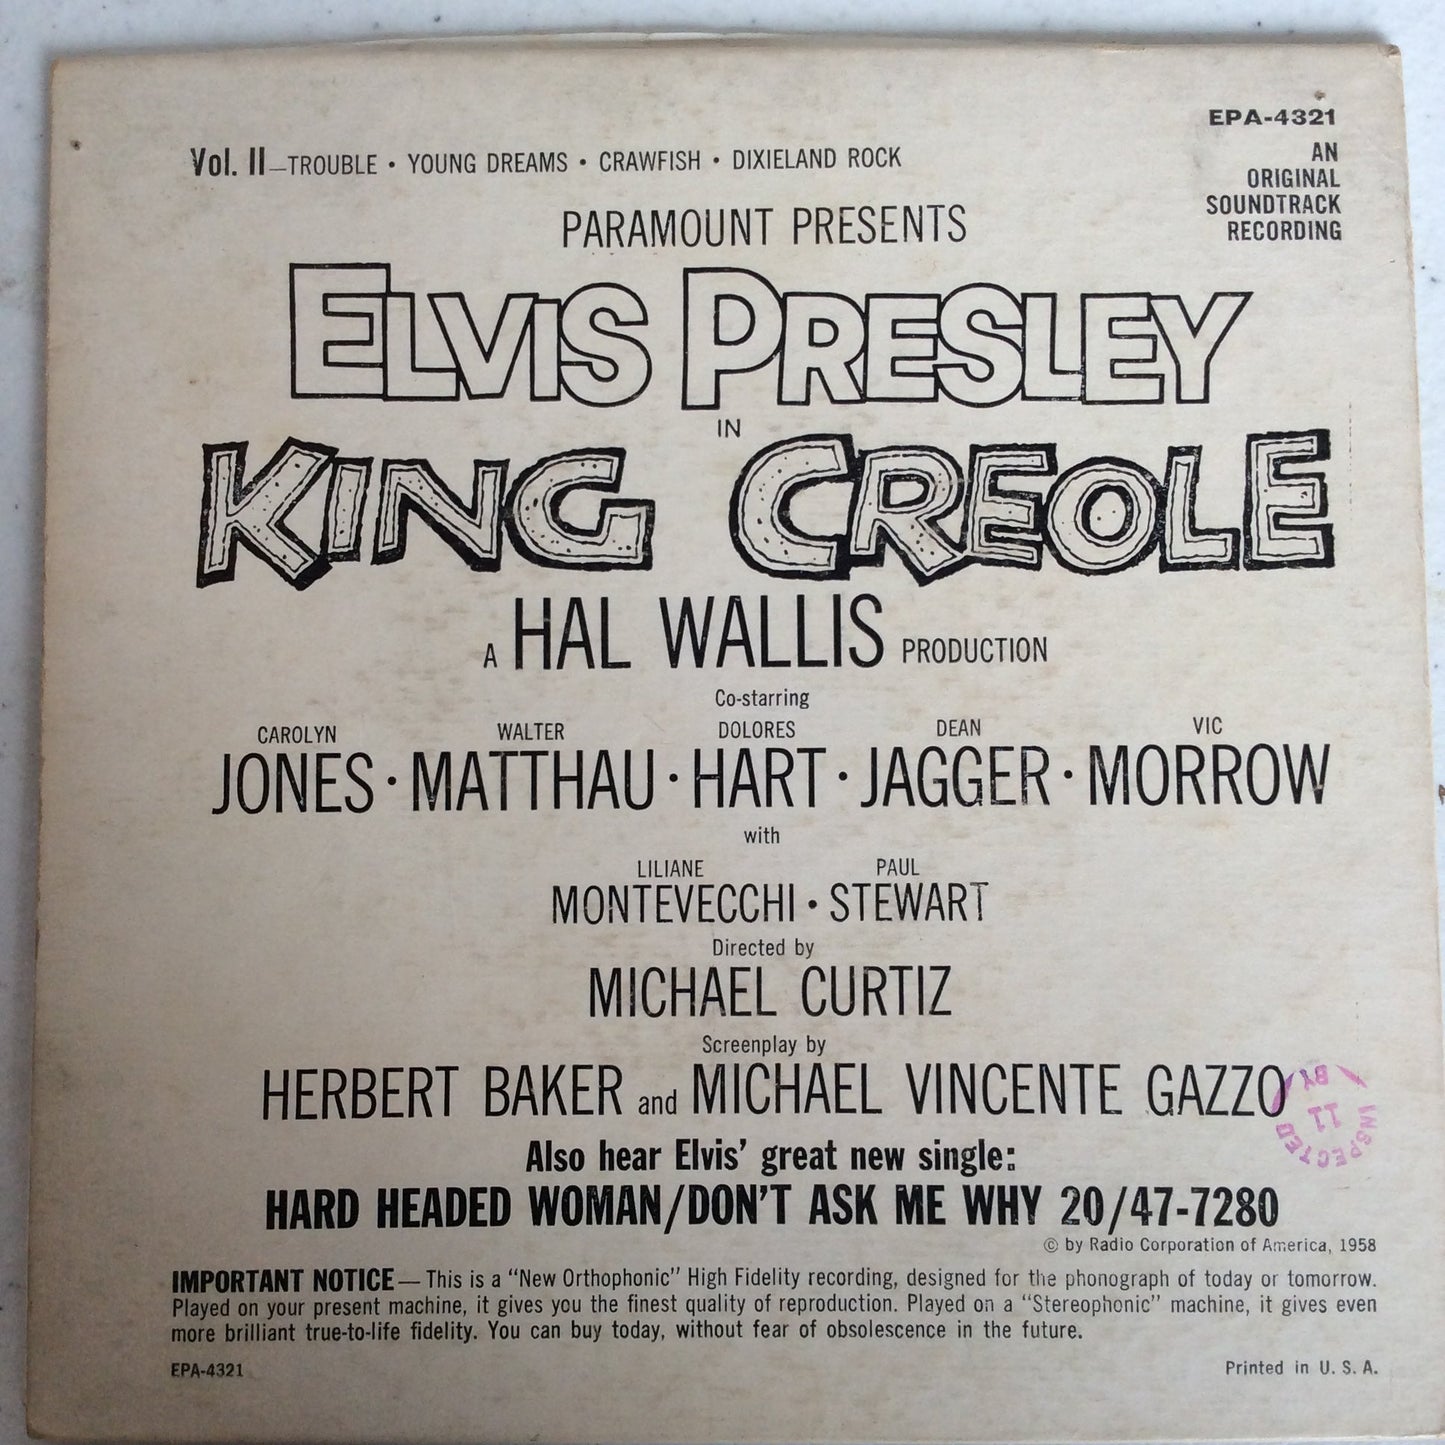 EPA-4321
Vol. II—TROUBLE • YOUNG DREAMS • CRAWFISH • DIXIELAND ROCK
AN
ORIGINAL
SOUNDTRACK
RECORDING
PARAMOUNT PRESENTS
ELVIS PRESLEY
IN
KING CREOLE
A HAL WALLIS PRODUCTION
Co-starring
CAROLYN WALTER DOLORES DEAN VIC
JONES • MATTHAU • HART • JAGGER • MORROW
with
LILIANE PAUL
MONTEVECCHI • STEWART
Directed by
MICHAEL CURTIZ
Screenplay by
HERBERT BAKER and MICHAEL VINCENTE GAZZO
INSPECTED
BY
11
Also hear Elvis' great new single:
HARD HEADED WOMAN/DON'T ASK ME WHY 20/47-7280
© by Radio Corporation of America, 1958
IMPORTANT NOTICE—This is a "New Orthophonic" High Fidelity recording, designed for the phonograph of today or tomorrow.
Played on your present machine, it gives you the finest quality of reproduction. Played on a "Stereophonic" machine, it gives even
more brilliant true-to-life fidelity. You can buy today, without fear of obsolescence in the future.
EPA-4321
Printed in U. S. A.